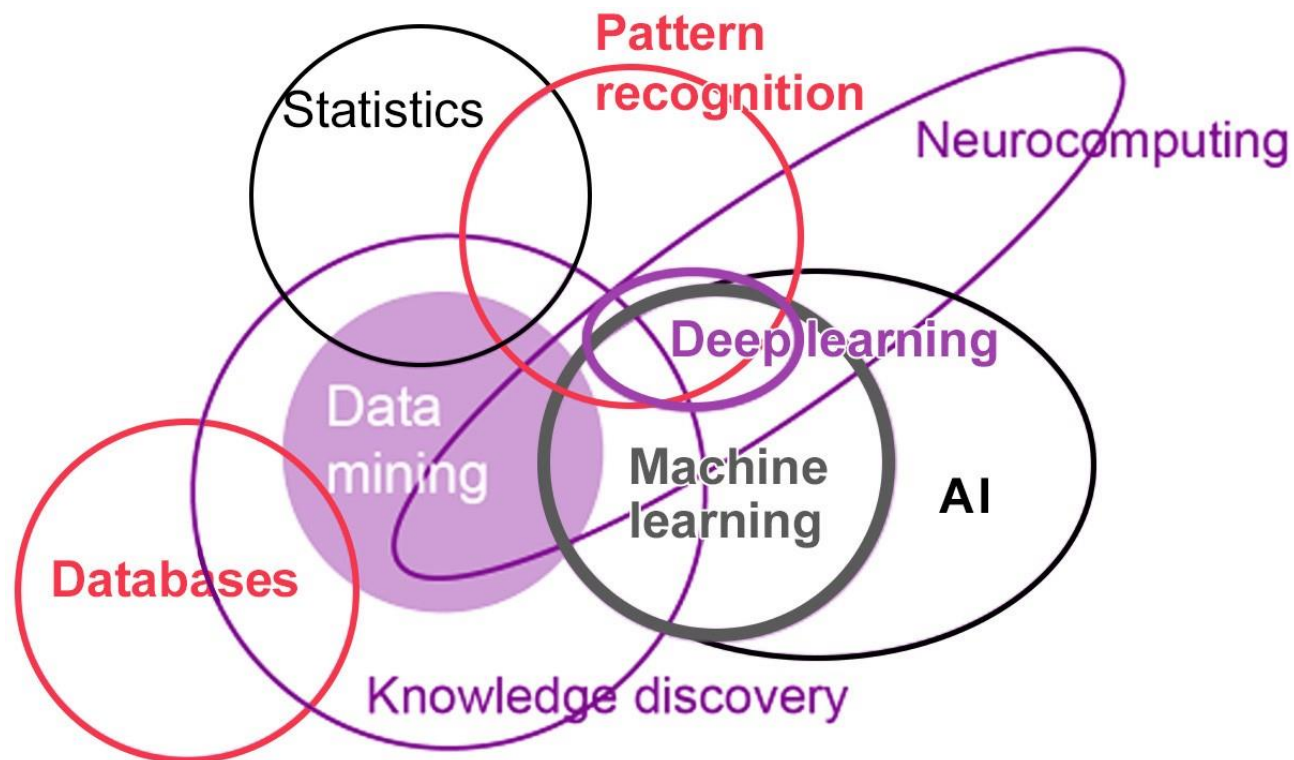 Pattern
recognition
Statistics
Neurocomputing
Deep learning
Data
mining
Machine
learning
AI
Databases
Knowledge discovery